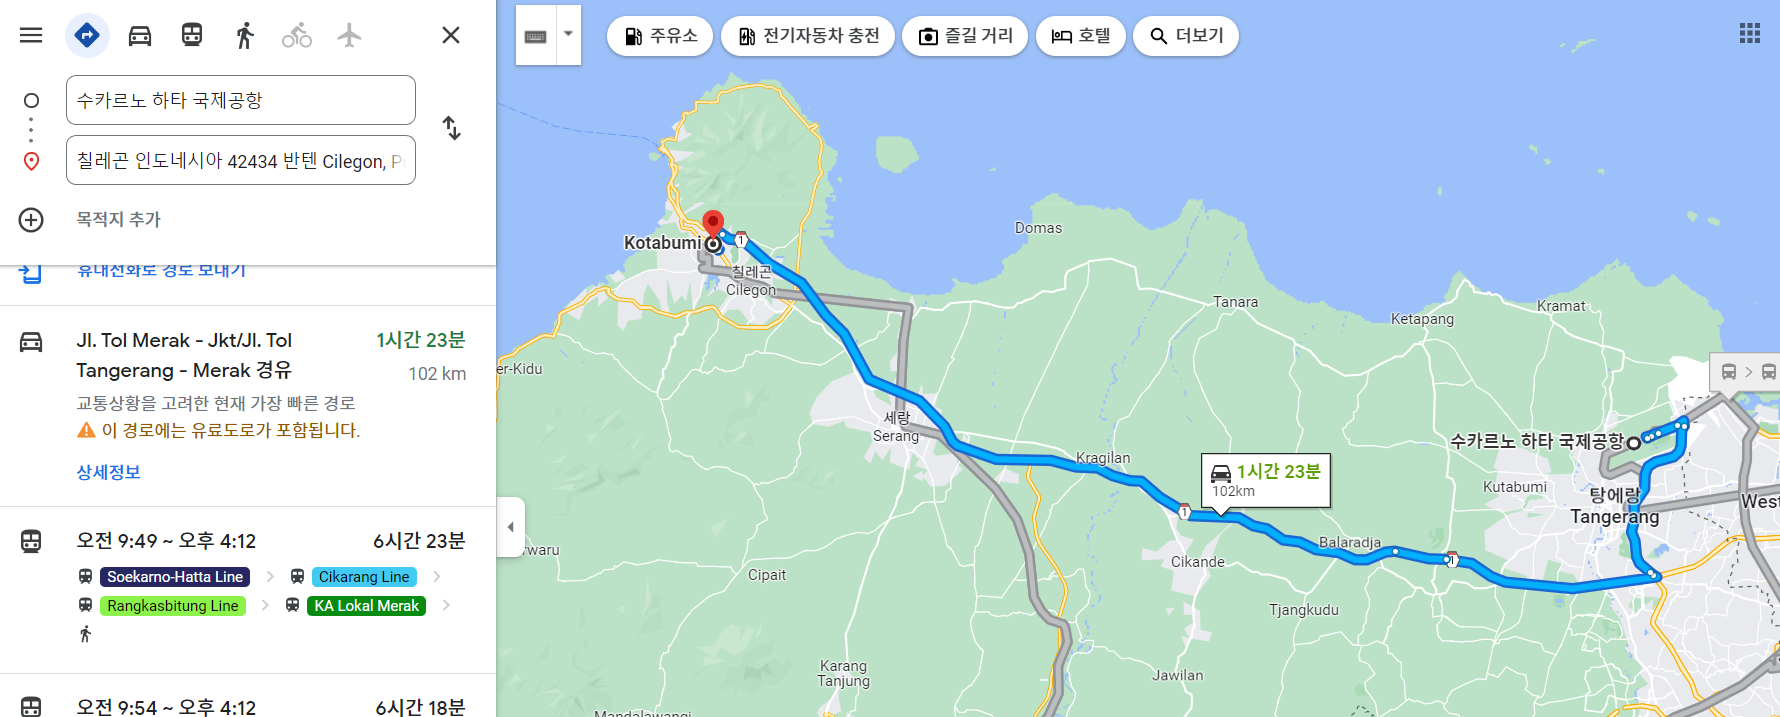 주유소
전기자동차 충전
즐길 거리
호텔
더보기
수카르노 하타 국제공항
칠레곤 인도네시아 42434 반텐 Cilegon, P
목적지 추가
휴대전화로 경로 보내기
Jl. Tol Merak - Jkt/Jl. Tol
Tangerang - Merak 경유
1시간 23분
102 km
교통상황을 고려한 현재 가장 빠른 경로
이 경로에는 유료도로가 포함됩니다.
상세정보
오전 9:49 ~ 오후 4:12
6시간 23분
Soekarno-Hatta Line
Cikarang Line
Rangkasbitung Line
KA Lokal Merak
오전 9:54 ~ 오후 4:12
6시간 18분
Domas
Kotabumi
1
칠레곤
Cilegon
Tanara
Kramat
Ketapang
er-Kidu
세랑
Serang
수카르노 하타 국제공항
Kragilan
1시간 23분
102km
Kutabumi
탕에랑
Tangerang
West
1
Balaradja
1
rwaru
Cikande
Cipait
Tjangkudu
Karang
Tanjung
Jawilan
Mandalawangi